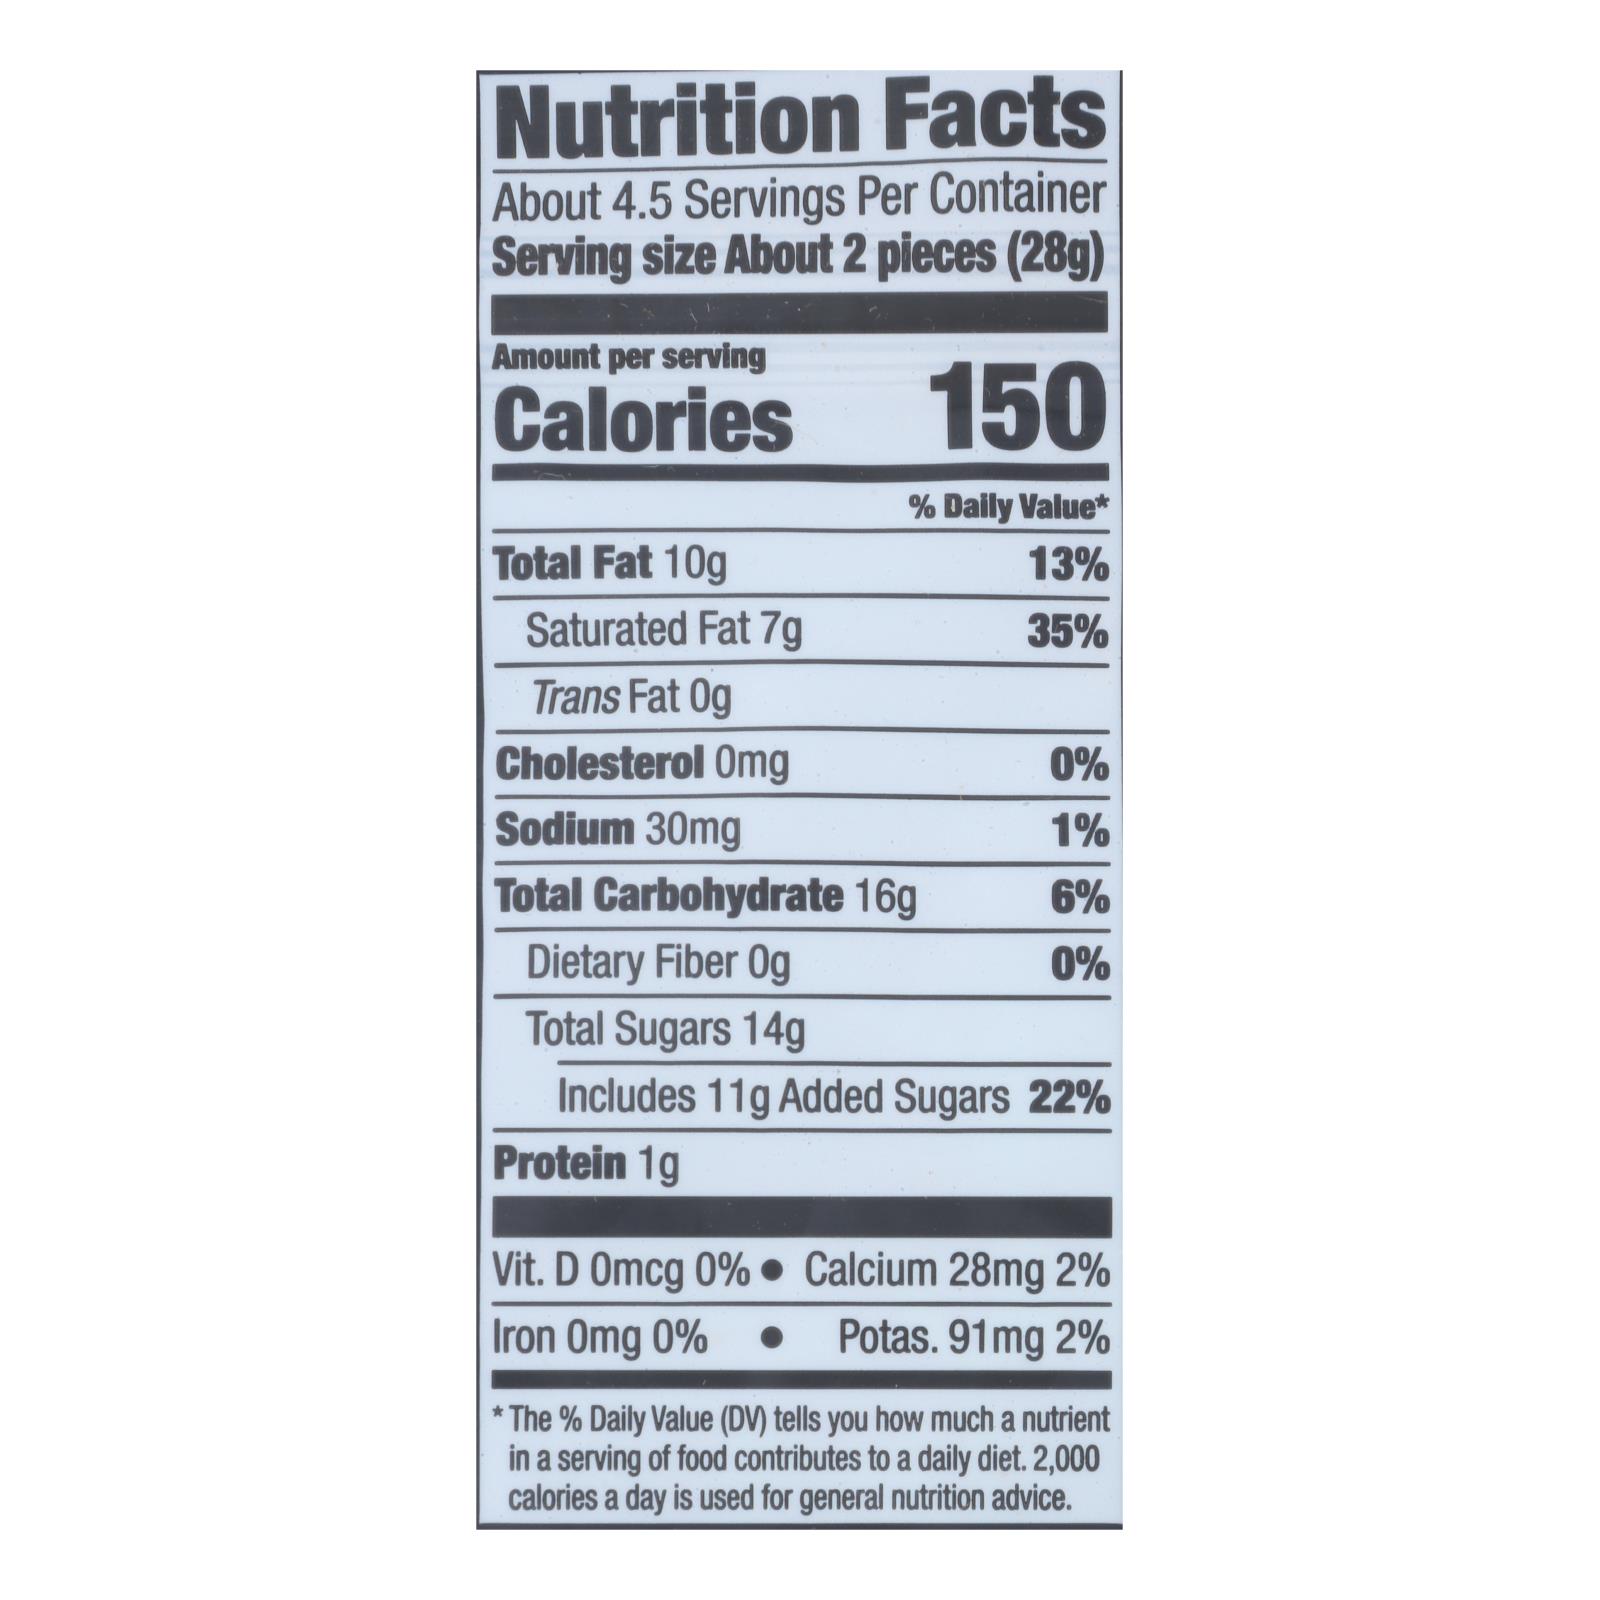 Nutrition Facts
About 4.5 Servings Per Container
Serving size About 2 pieces (28g)
Amount per serving
Calories 150
% Daily Value*
Total Fat 10g 13%
Saturated Fat 7g 35%
Trans Fat 0g
Cholesterol 0mg 0%
Sodium 30mg 1%
Total Carbohydrate 16g 6%
Dietary Fiber 0g 0%
Total Sugars 14g
Includes 11g Added Sugars 22%
Protein 1g
Vit. D 0mcg 0% ● Calcium 28mg 2%
Iron 0mg 0% ● Potas. 91mg 2%
* The % Daily Value (DV) tells you how much a nutrient
in a serving of food contributes to a daily diet. 2,000
calories a day is used for general nutrition advice.